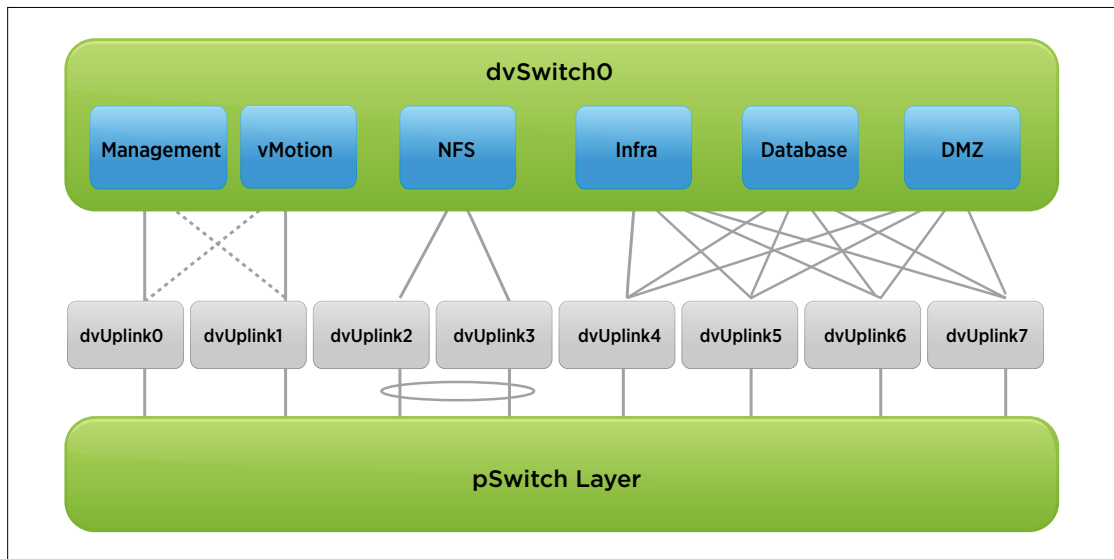 dvSwitch0
Management
vMotion
NFS
Infra
Database
DMZ
dvUplink0
dvUplink1
dvUplink2
dvUplink3
dvUplink4
dvUplink5
dvUplink6
dvUplink7
pSwitch Layer